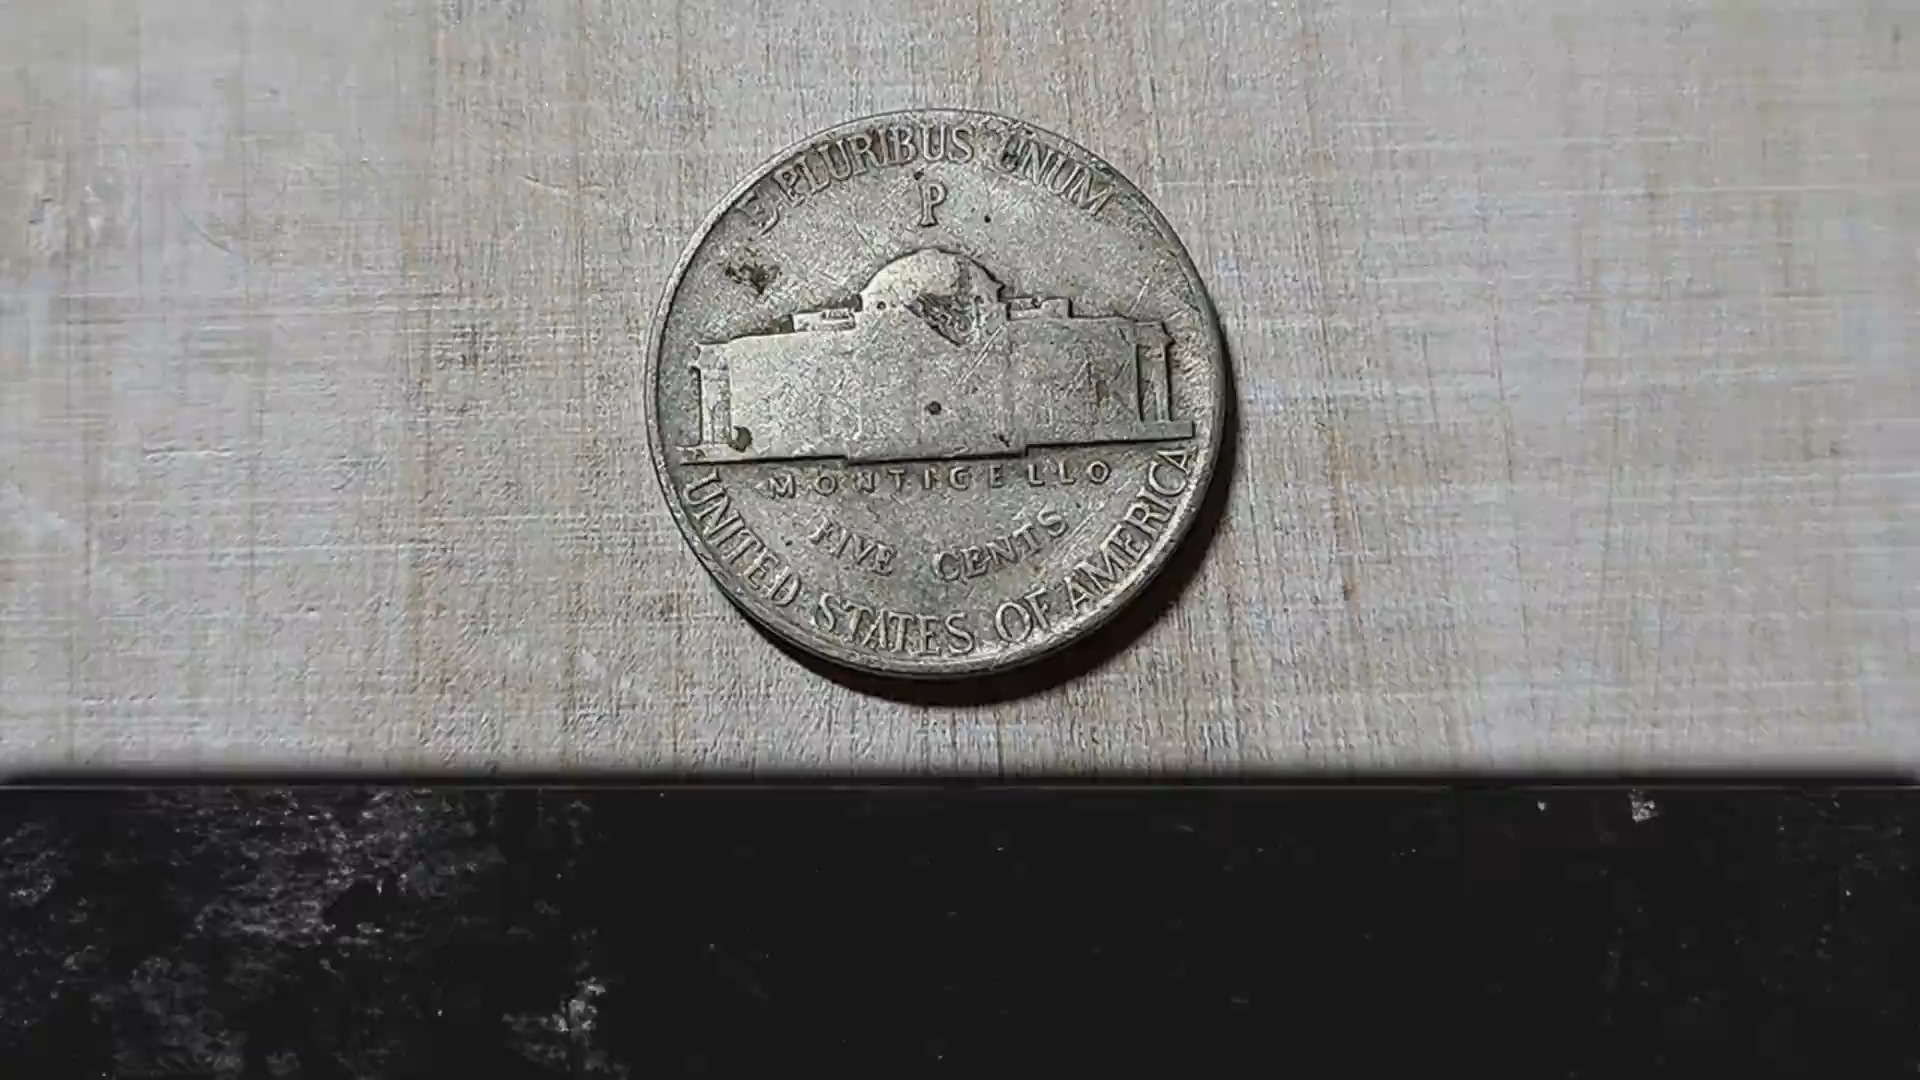 E PLURIBUS UNUM
P
MONTICELLO
FIVE CENTS
UNITED STATES OF AMERICA